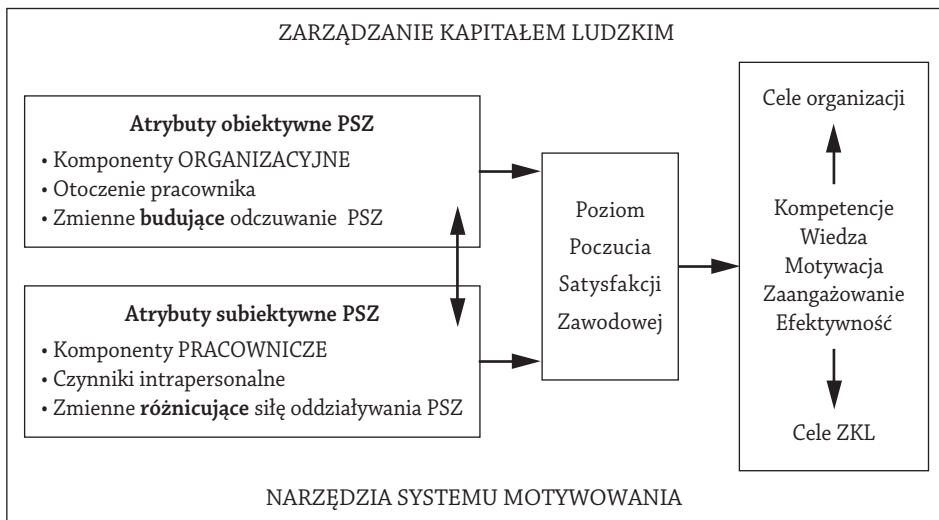 ZARZĄDZANIE KAPITAŁEM LUDZKIM
Atrybuty obiektywne PSZ
• Komponenty ORGANIZACYJNE
• Otoczenie pracownika
• Zmienne budujące odczuwanie PSZ
Atrybuty subiektywne PSZ
• Komponenty PRACOWNICZE
• Czynniki intrapersonalne
• Zmienne różnicujące siłę oddziaływania PSZ
Poziom
Poczucia
Satysfakcji
Zawodowej
Cele organizacji
Kompetencje
Wiedza
Motywacja
Zaangażowanie
Efektywność
Cele ZKL
NARZĘDZIA SYSTEMU MOTYWOWANIA